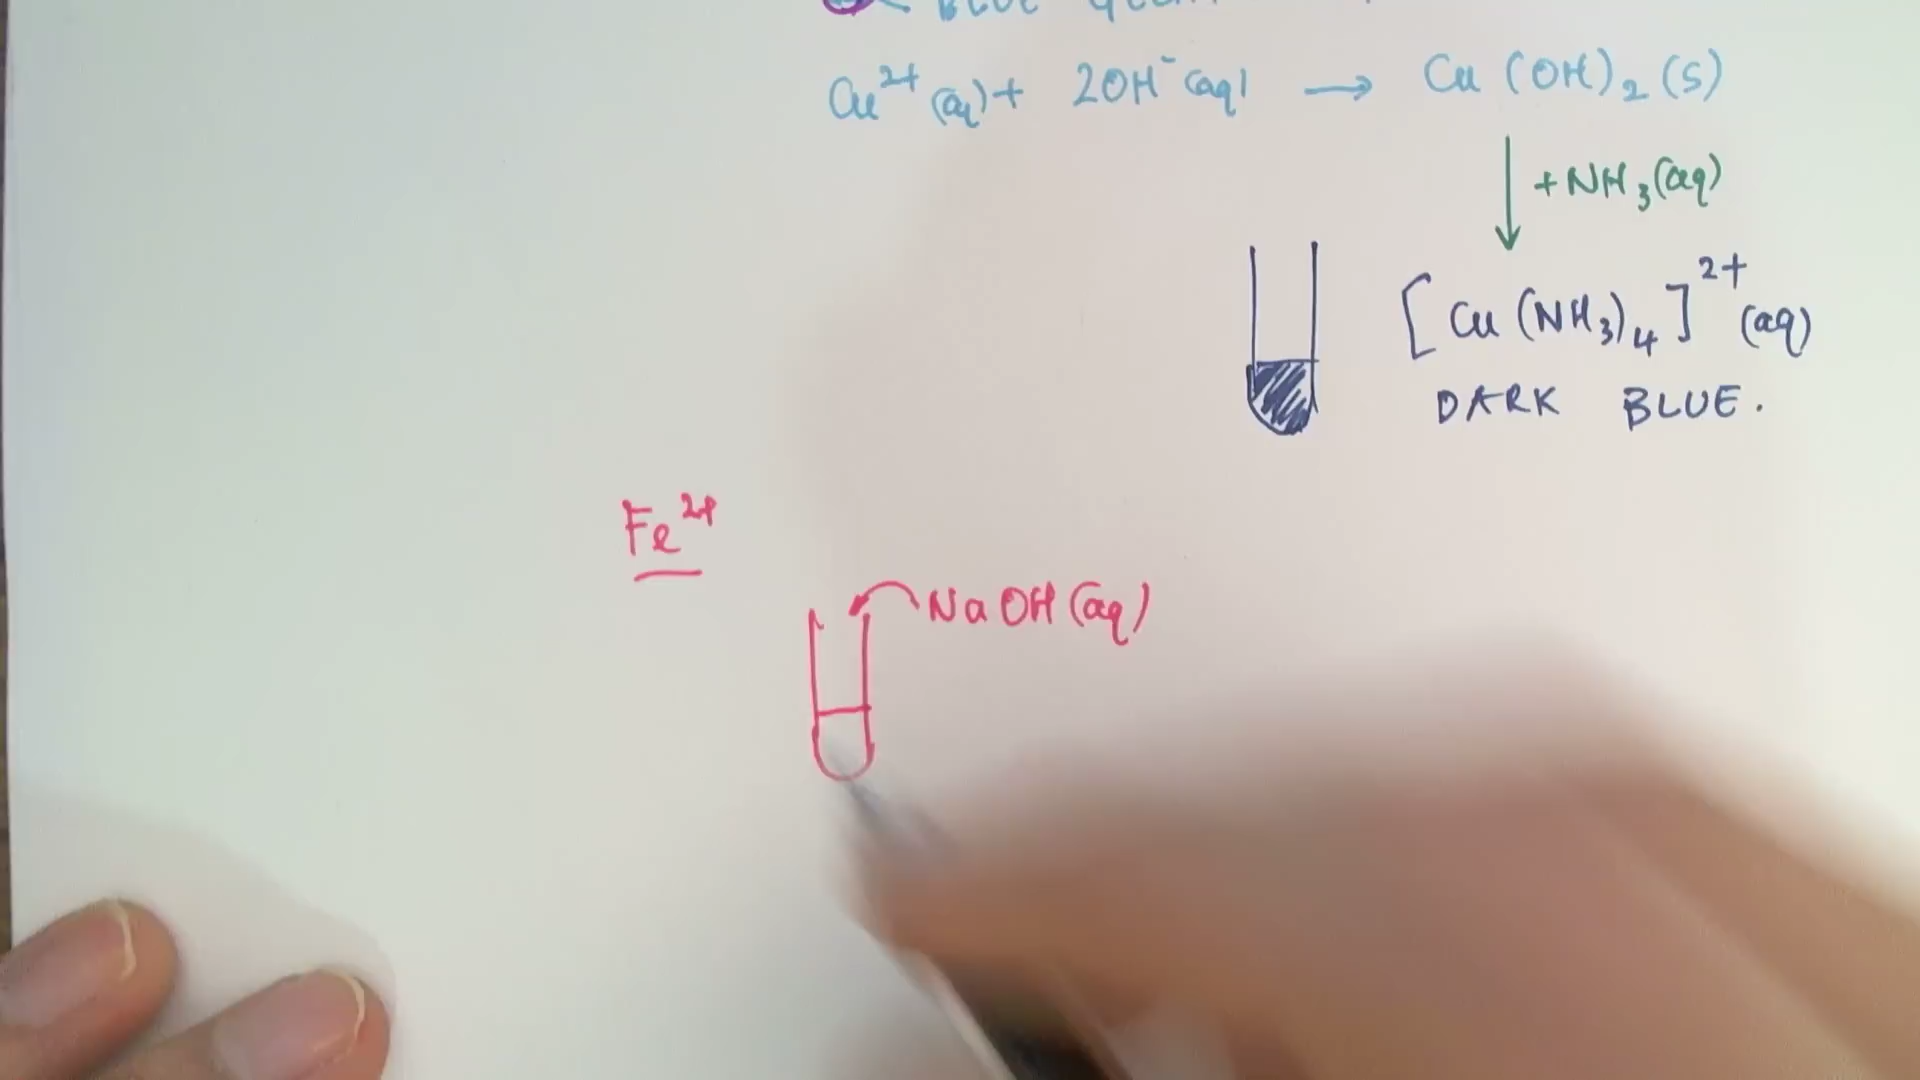 BLUE
Cu²⁺(aq) + 2OH⁻(aq) → Cu(OH)₂(s)
+NH₃(aq)
[Cu(NH₃)₄]²⁺(aq)
DARK BLUE.
Fe²⁺
NaOH(aq)